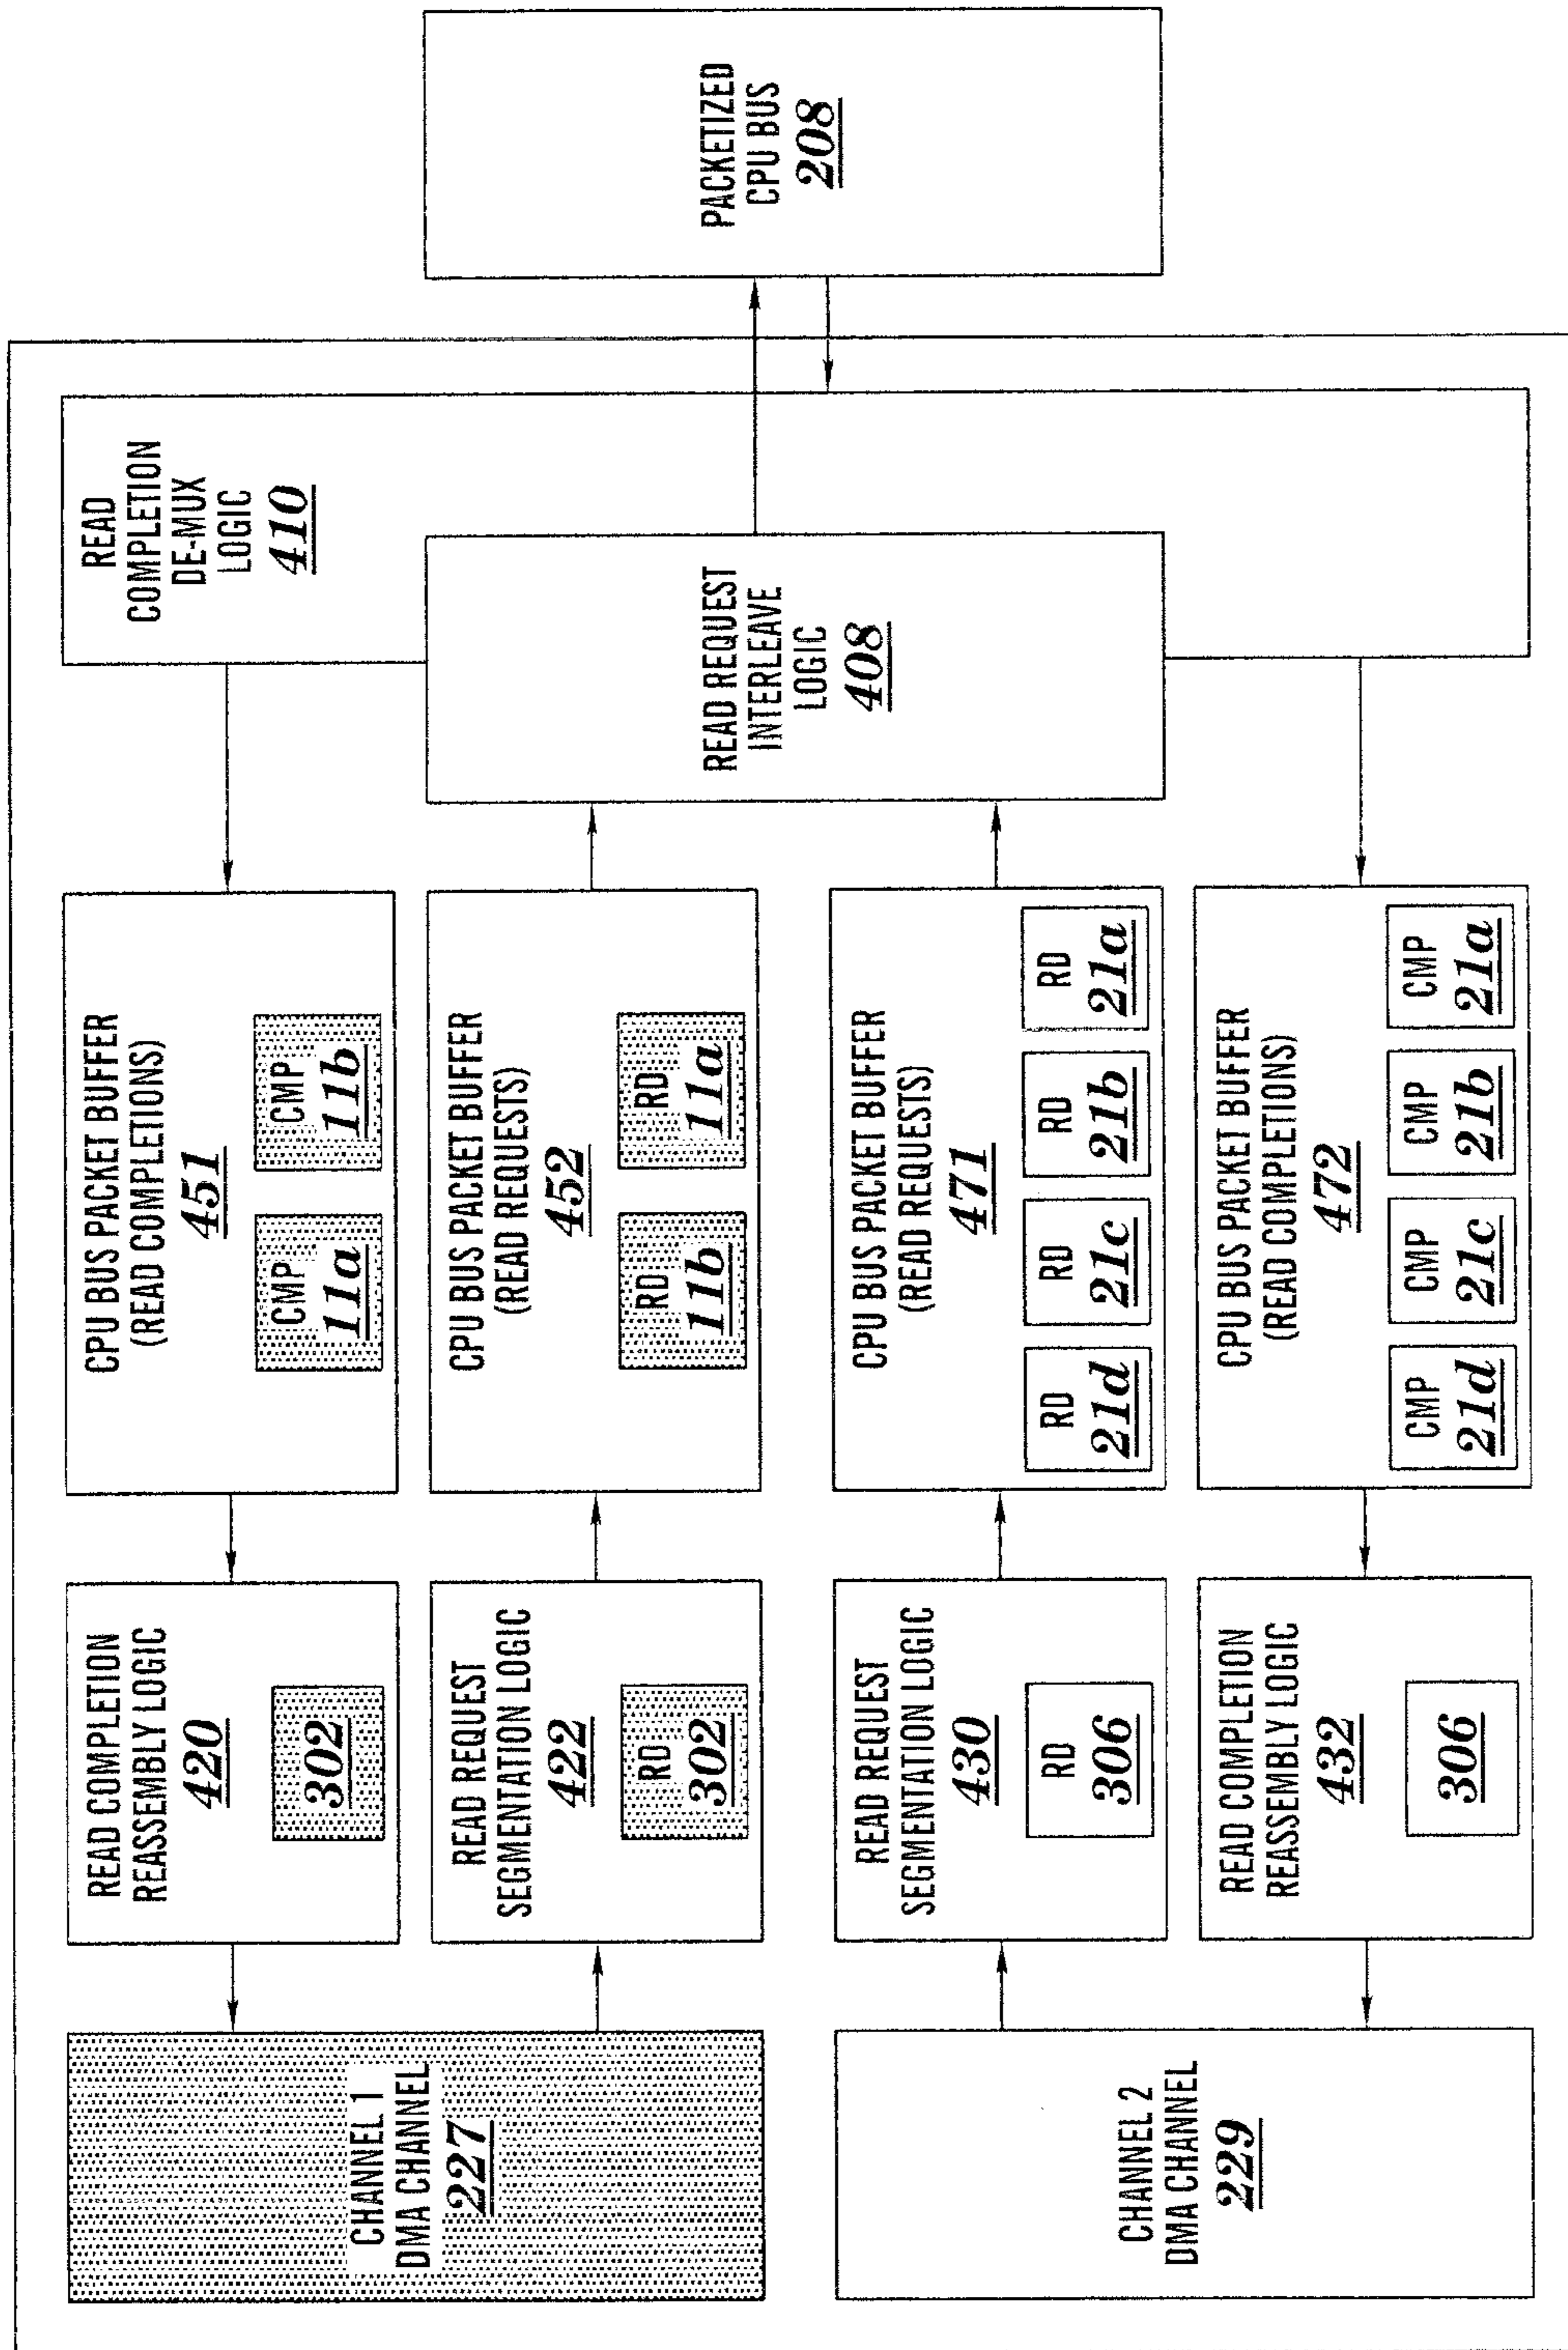 CHANNEL 1
DMA CHANNEL
227
READ COMPLETION
REASSEMBLY LOGIC
420
302
CPU BUS PACKET BUFFER
(READ COMPLETIONS)
451
CMP
11a
CMP
11b
READ
COMPLETION
DE-MUX
LOGIC
410
READ REQUEST
SEGMENTATION LOGIC
422
RD
302
CPU BUS PACKET BUFFER
(READ REQUESTS)
452
RD
11b
RD
11a
READ REQUEST
INTERLEAVE
LOGIC
408
PACKETIZED
CPU BUS
208
CHANNEL 2
DMA CHANNEL
229
READ REQUEST
SEGMENTATION LOGIC
430
RD
306
CPU BUS PACKET BUFFER
(READ REQUESTS)
471
RD
21d
RD
21c
RD
21b
RD
21a
READ COMPLETION
REASSEMBLY LOGIC
432
306
CPU BUS PACKET BUFFER
(READ COMPLETIONS)
472
CMP
21d
CMP
21c
CMP
21b
CMP
21a